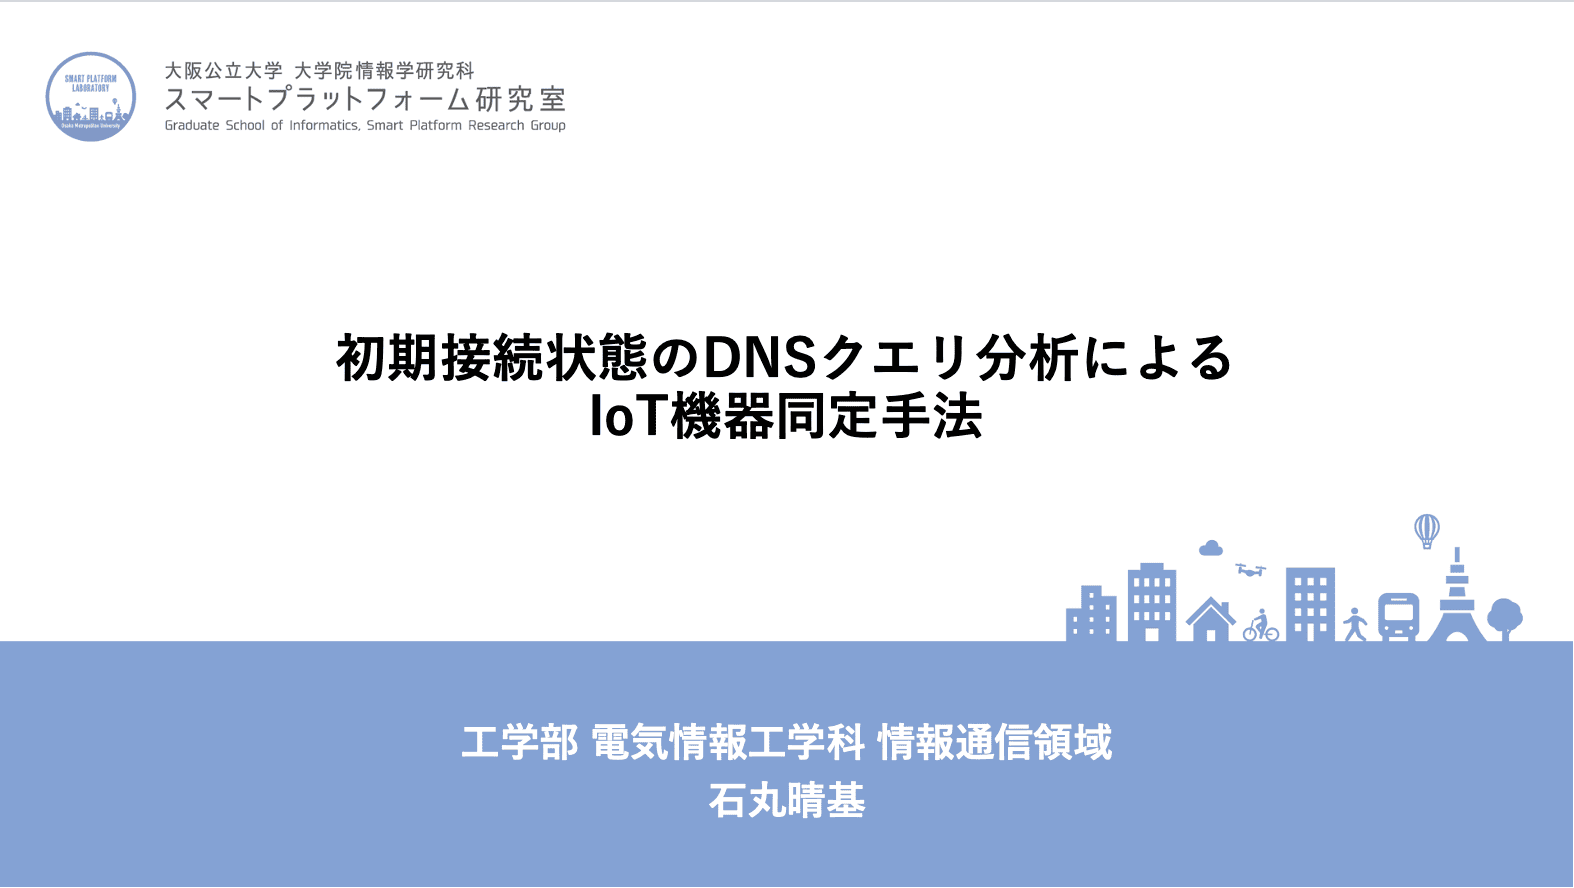 SMART PLATFORM
LABORATORY
Osaka Metropolitan University
大阪公立大学 大学院情報学研究科
スマートプラットフォーム研究室
Graduate School of Informatics, Smart Platform Research Group
初期接続状態のDNSクエリ分析による
IoT機器同定手法
工学部 電気情報工学科 情報通信領域
石丸晴基